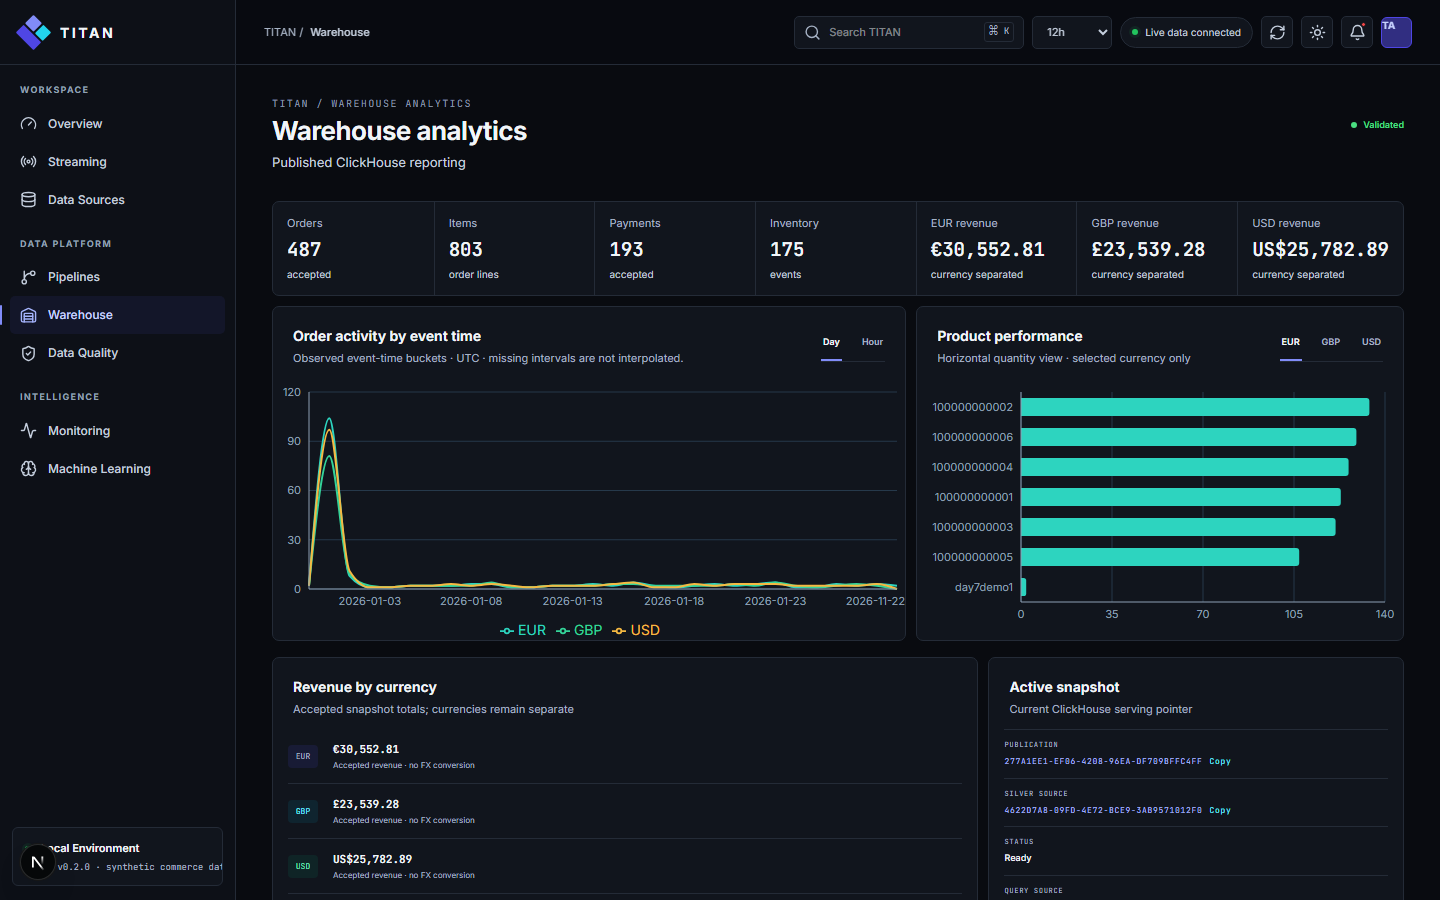 TITAN
TITAN / Warehouse
Search TITAN
⌘ K
12h
Live data connected
TA
WORKSPACE
Overview
Streaming
Data Sources
DATA PLATFORM
Pipelines
Warehouse
Data Quality
INTELLIGENCE
Monitoring
Machine Learning
ocal Environment
N
v0.2.0 · synthetic commerce dat
TITAN / WAREHOUSE ANALYTICS
Warehouse analytics
Validated
Published ClickHouse reporting
Orders
487
accepted
Items
803
order lines
Payments
193
accepted
Inventory
175
events
EUR revenue
€30,552.81
currency separated
GBP revenue
£23,539.28
currency separated
USD revenue
US$25,782.89
currency separated
Order activity by event time
Observed event-time buckets · UTC · missing intervals are not interpolated.
Day Hour
120
90
60
30
0
2026-01-03 2026-01-08 2026-01-13 2026-01-18 2026-01-23 2026-11-22
EUR GBP USD
Product performance
Horizontal quantity view · selected currency only
EUR GBP USD
100000000002
100000000006
100000000004
100000000001
100000000003
100000000005
day7demo1
0 35 70 105 140
Revenue by currency
Accepted snapshot totals; currencies remain separate
EUR
€30,552.81
Accepted revenue · no FX conversion
GBP
£23,539.28
Accepted revenue · no FX conversion
USD
US$25,782.89
Accepted revenue · no FX conversion
Active snapshot
Current ClickHouse serving pointer
PUBLICATION
277A1EE1-EF06-4208-96EA-DF709BFFC4FF Copy
SILVER SOURCE
4622D7A8-09FD-4E72-BCE9-3AB9571012F0 Copy
STATUS
Ready
QUERY SOURCE